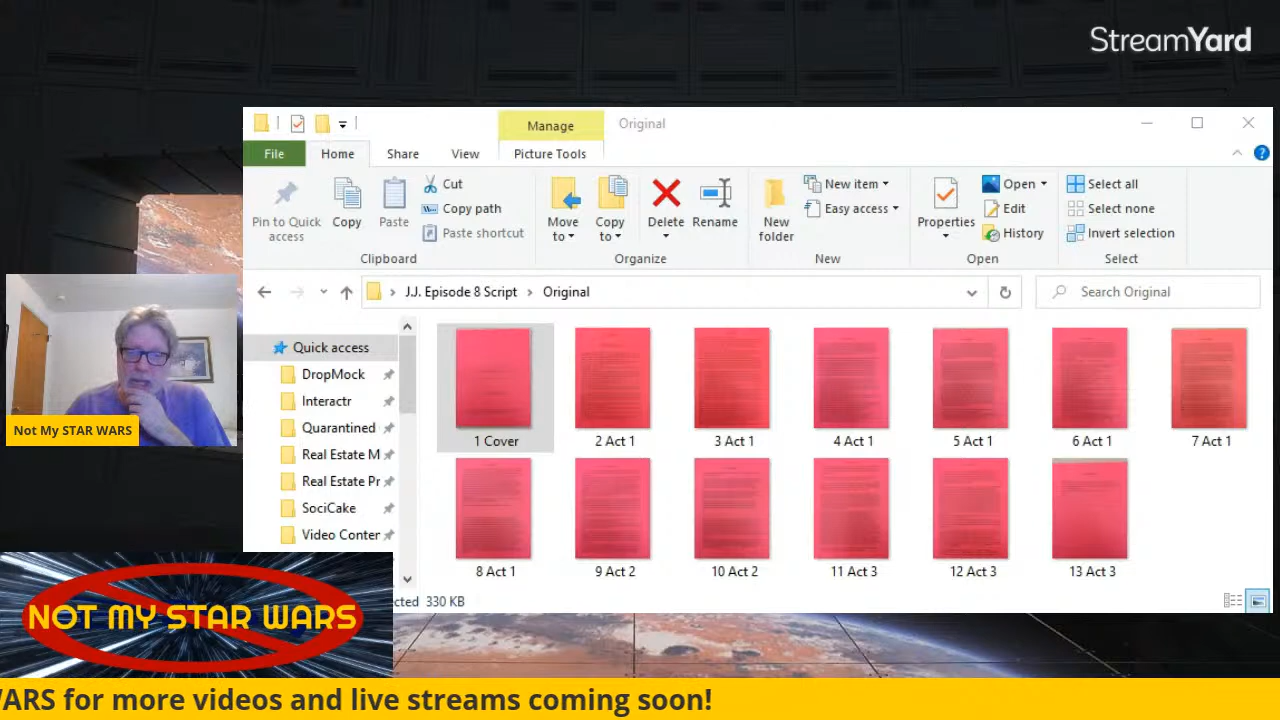 StreamYard
Manage
Original
File
Home
Share
View
Picture Tools
Pin to Quick access
Copy
Paste
Cut
Copy path
Paste shortcut
Move to
Copy to
Delete
Rename
New folder
New item
Easy access
Properties
Open
Edit
History
Select all
Select none
Invert selection
Clipboard
Organize
New
Open
Select
J.J. Episode 8 Script
Original
Search Original
Quick access
DropMock
Interactr
Quarantined
Real Estate M
Real Estate Pr
SociCake
Video Conter
1 Cover
2 Act 1
3 Act 1
4 Act 1
5 Act 1
6 Act 1
7 Act 1
8 Act 1
9 Act 2
10 Act 2
11 Act 3
12 Act 3
13 Act 3
cted 330 KB
Not My STAR WARS
NOT MY STAR WARS
WARS for more videos and live streams coming soon!